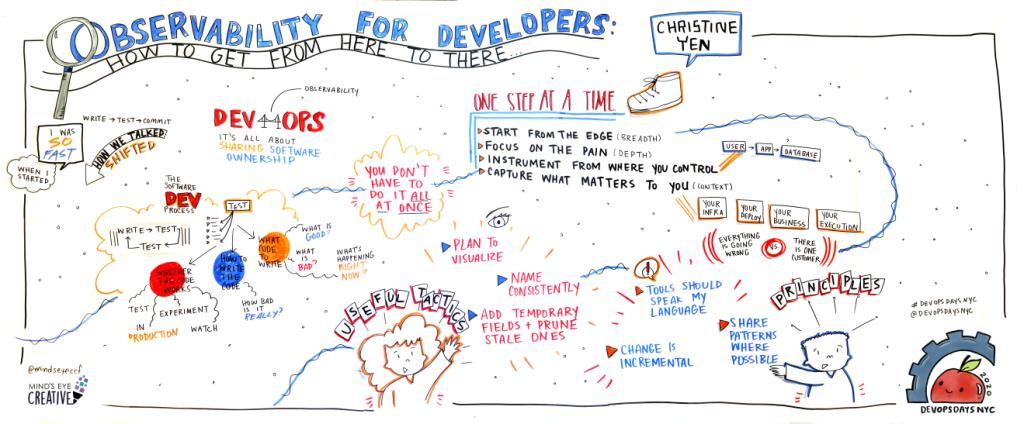 OBSERVABILITY FOR DEVELOPERS:
HOW TO GET FROM HERE TO THERE...
CHRISTINE
YEN
WRITE → TEST → COMMIT
I WAS
SO
FAST
WHEN I
STARTED
HOW WE TALKED
SHIFTED
OBSERVABILITY
DEV OPS
IT'S ALL ABOUT
SHARING SOFTWARE
OWNERSHIP
THE
SOFTWARE
DEV
PROCESS
WRITE → TEST
TEST
TEST
WHAT
CODE TO
WRITE
HOW TO
WRITE THE
CODE
WHETHER
THE CODE
WORKS
WHAT IS
GOOD?
WHAT
IS
BAD?
WHAT'S
HAPPENING
RIGHT
NOW?
HOW BAD
IS IT
REALLY?
TEST
EXPERIMENT
WATCH
IN
PRODUCTION
YOU DON'T
HAVE TO
DO IT ALL
AT ONCE
ONE STEP AT A TIME
START FROM THE EDGE (BREADTH)
FOCUS ON THE PAIN (DEPTH)
INSTRUMENT FROM WHERE YOU CONTROL
CAPTURE WHAT MATTERS TO YOU (CONTEXT)
USER → APP → DATABASE
?
YOUR
INFRA
YOUR
DEPLOY
YOUR
BUSINESS
YOUR
EXECUTION
EVERYTHING
IS GOING
WRONG
VS.
THERE
IS ONE
CUSTOMER
USEFUL TACTICS
PLAN TO
VISUALIZE
NAME
CONSISTENTLY
ADD TEMPORARY
FIELDS + PRUNE
STALE ONES
PRINCIPLES
TOOLS SHOULD
SPEAK MY
LANGUAGE
CHANGE IS
INCREMENTAL
SHARE
PATTERNS
WHERE
POSSIBLE
# DEVOPSDAYS NYC
@DEVOPSDAYSNYC
@mindseyeccf
MIND'S EYE
CREATIVE
2020
DEVOPSDAYS NYC